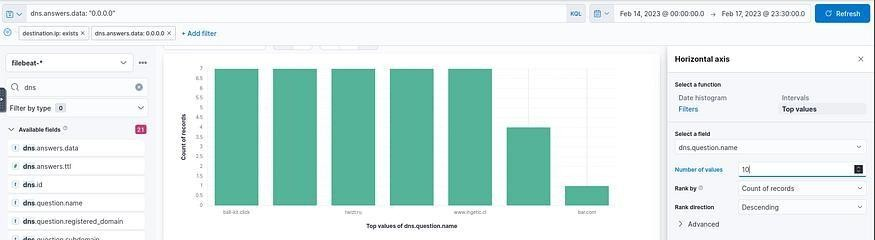 dns.answers.data: "0.0.0.0"
KQL
Feb 14, 2023 @ 00:00:00.0 → Feb 17, 2023 @ 23:30:00.0
Refresh
destination.ip: exists ×
dns.answers.data: 0.0.0.0 ×
+ Add filter
filebeat-*
dns
Filter by type 0
Available fields 21
dns.answers.data
dns.answers.ttl
dns.id
dns.question.name
dns.question.registered_domain
dns.question.subdomain
Count of records
7
6.5
6
5.5
5
4.5
4
3.5
3
2.5
2
1.5
1
0.5
0
ball-kit.click
twizt.ru
www.ingetic.cl
bar.com
Top values of dns.question.name
Horizontal axis
Select a function
Date histogram
Intervals
Filters
Top values
Select a field
dns.question.name
Number of values
10
Rank by
Count of records
Rank direction
Descending
Advanced